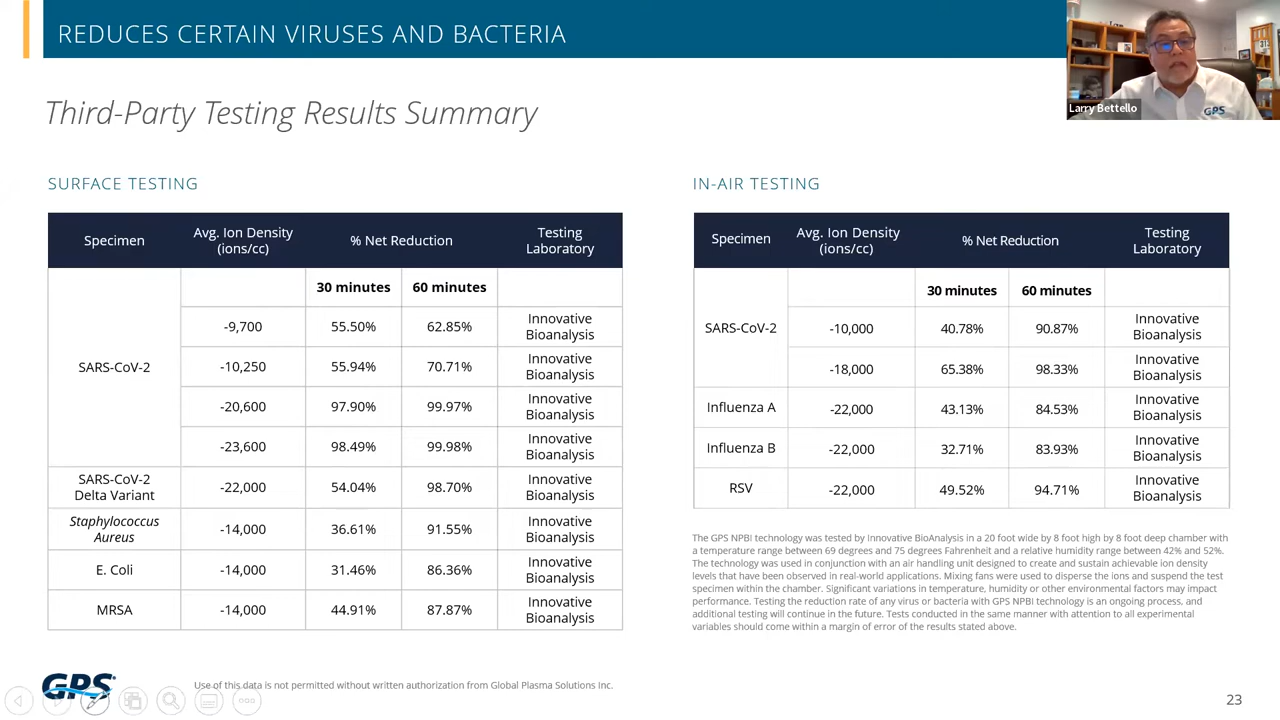 REDUCES CERTAIN VIRUSES AND BACTERIA
GPS
Larry Bettello
Third-Party Testing Results Summary
SURFACE TESTING
Specimen
Avg. Ion Density
(ions/cc)
% Net Reduction
Testing
Laboratory
30 minutes
60 minutes
SARS-CoV-2
-9,700
55.50%
62.85%
Innovative
Bioanalysis
-10,250
55.94%
70.71%
Innovative
Bioanalysis
-20,600
97.90%
99.97%
Innovative
Bioanalysis
-23,600
98.49%
99.98%
Innovative
Bioanalysis
SARS-CoV-2
Delta Variant
-22,000
54.04%
98.70%
Innovative
Bioanalysis
Staphylococcus
Aureus
-14,000
36.61%
91.55%
Innovative
Bioanalysis
E. Coli
-14,000
31.46%
86.36%
Innovative
Bioanalysis
MRSA
-14,000
44.91%
87.87%
Innovative
Bioanalysis
IN-AIR TESTING
Specimen
Avg. Ion Density
(ions/cc)
% Net Reduction
Testing
Laboratory
30 minutes
60 minutes
SARS-CoV-2
-10,000
40.78%
90.87%
Innovative
Bioanalysis
-18,000
65.38%
98.33%
Innovative
Bioanalysis
Influenza A
-22,000
43.13%
84.53%
Innovative
Bioanalysis
Influenza B
-22,000
32.71%
83.93%
Innovative
Bioanalysis
RSV
-22,000
49.52%
94.71%
Innovative
Bioanalysis
The GPS NPBI technology was tested by Innovative BioAnalysis in a 20 foot wide by 8 foot high by 8 foot deep chamber with
a temperature range between 69 degrees and 75 degrees Fahrenheit and a relative humidity range between 42% and 52%.
The technology was used in conjunction with an air handling unit designed to create and sustain achievable ion density
levels that have been observed in real-world applications. Mixing fans were used to disperse the ions and suspend the test
specimen within the chamber. Significant variations in temperature, humidity or other environmental factors may impact
performance. Testing the reduction rate of any virus or bacteria with GPS NPBI technology is an ongoing process, and
additional testing will continue in the future. Tests conducted in the same manner with attention to all experimental
variables should come within a margin of error of the results stated above.
GPS
Use of this data is not permitted without written authorization from Global Plasma Solutions Inc.
23